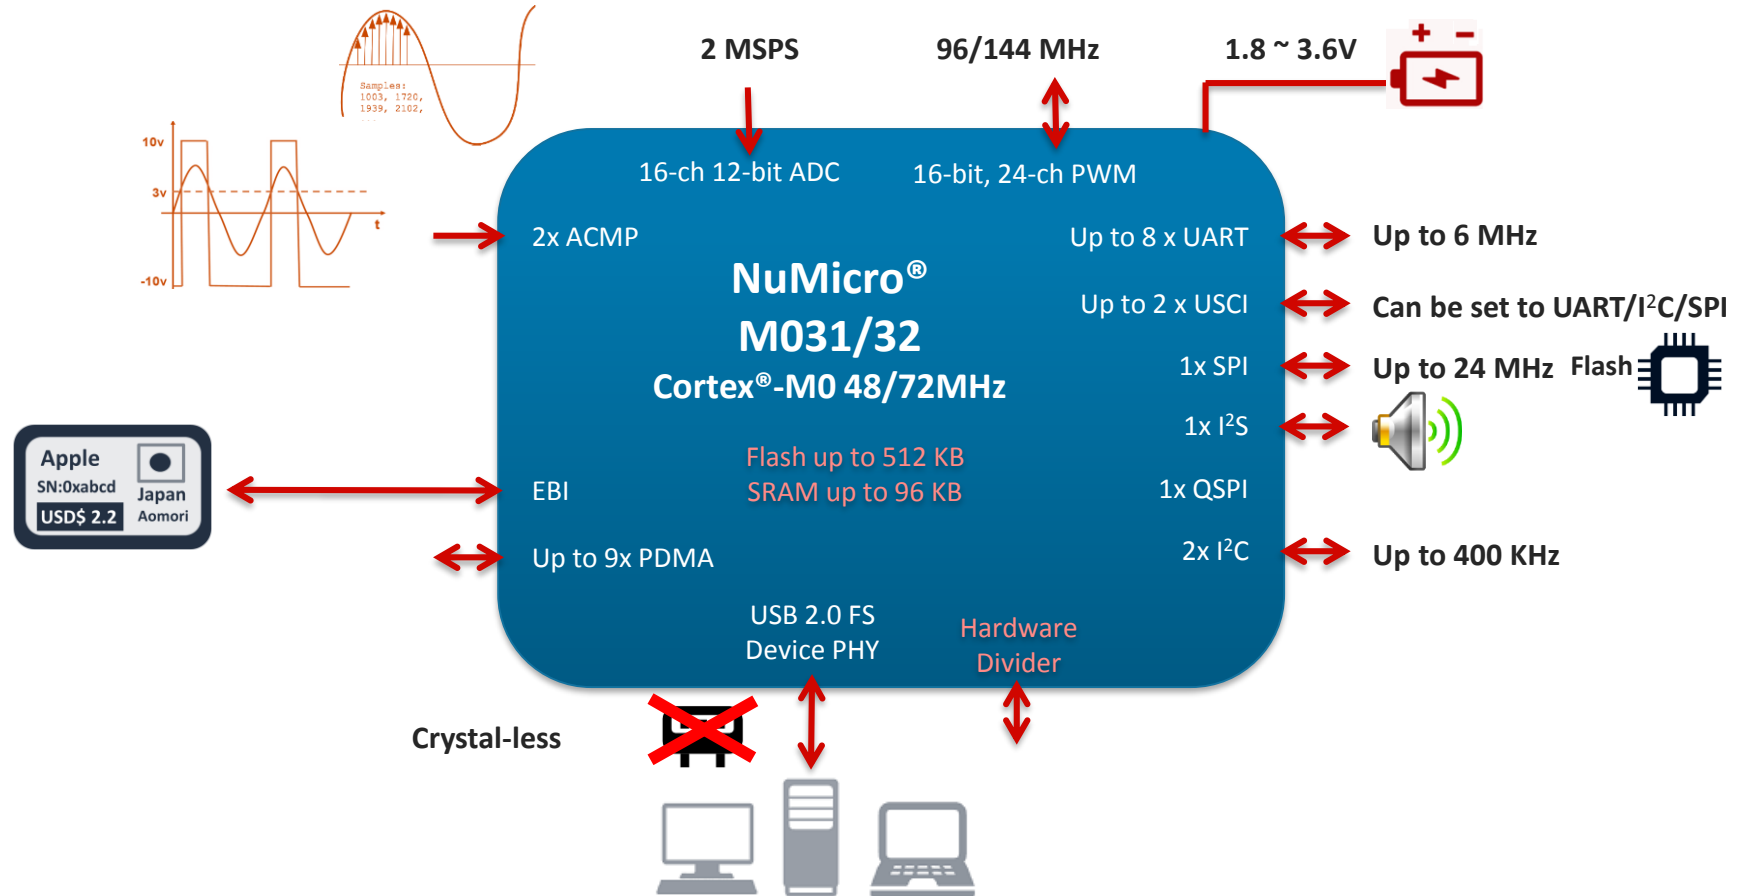 2 MSPS
96/144 MHz
1.8 ~ 3.6V
+ −
Samples:
1003, 1720,
1939, 2102,
...
10v
3v
t
-10v
16-ch 12-bit ADC
16-bit, 24-ch PWM
2x ACMP
Up to 8 x UART
Up to 6 MHz
NuMicro®
M031/32
Cortex®-M0 48/72MHz
Up to 2 x USCI
Can be set to UART/I²C/SPI
1x SPI
Up to 24 MHz Flash
1x I²S
Flash up to 512 KB
SRAM up to 96 KB
Apple
SN:0xabcd
USD$ 2.2
Japan
Aomori
EBI
1x QSPI
Up to 9x PDMA
2x I²C
Up to 400 KHz
USB 2.0 FS
Device PHY
Hardware
Divider
Crystal-less